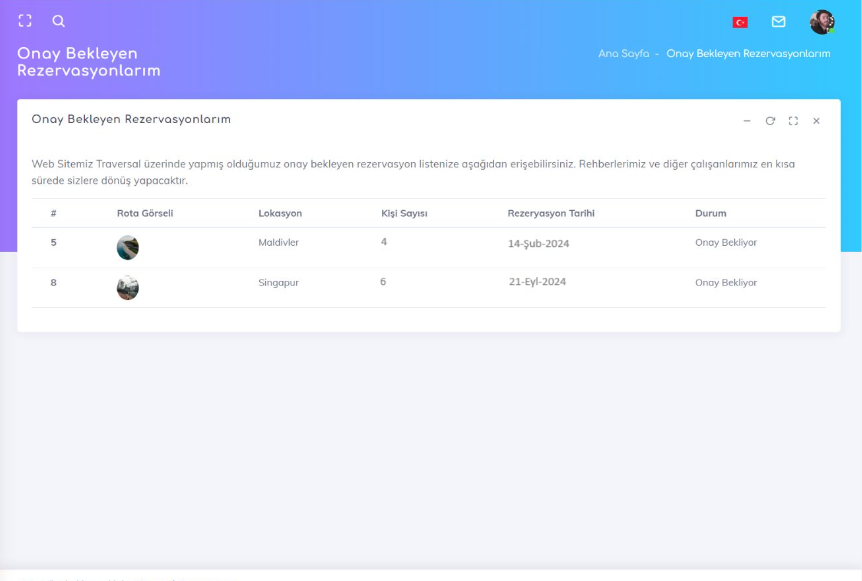 Onay Bekleyen
Rezervasyonlarım
Ana Sayfa - Onay Bekleyen Rezervasyonlarım
Onay Bekleyen Rezervasyonlarım
Web Sitemiz Traversal üzerinde yapmış olduğumuz onay bekleyen rezervasyon listenize aşağıdan erişebilirsiniz. Rehberlerimiz ve diğer çalışanlarımız en kısa
sürede sizlere dönüş yapacaktır.
# Rota Görseli Lokasyon Kişi Sayısı Rezeryasyon Tarihi Durum
5 Maldivler 4 14-Şub-2024 Onay Bekliyor
8 Singapur 6 21-Eyl-2024 Onay Bekliyor